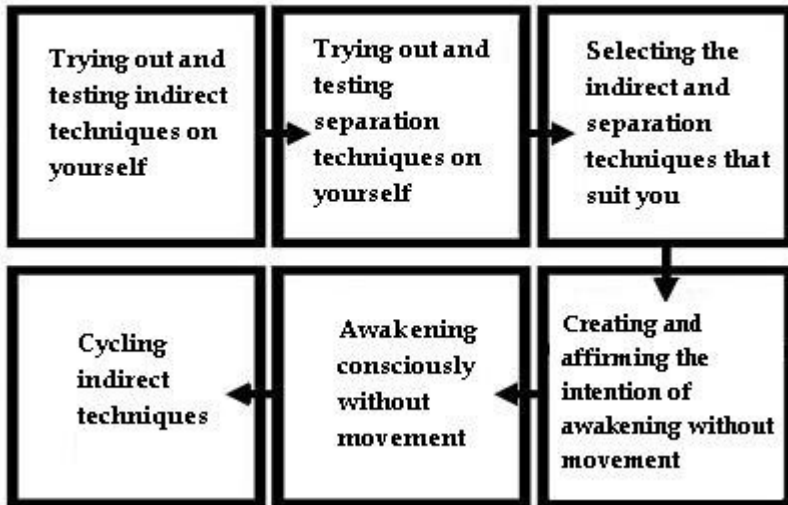 Trying out and
testing indirect
techniques on
yourself
Trying out and
testing
separation
techniques on
yourself
Selecting the
indirect and
separation
techniques that
suit you
Creating and
affirming the
intention of
awakening without
movement
Awakening
consciously
without
movement
Cycling
indirect
techniques